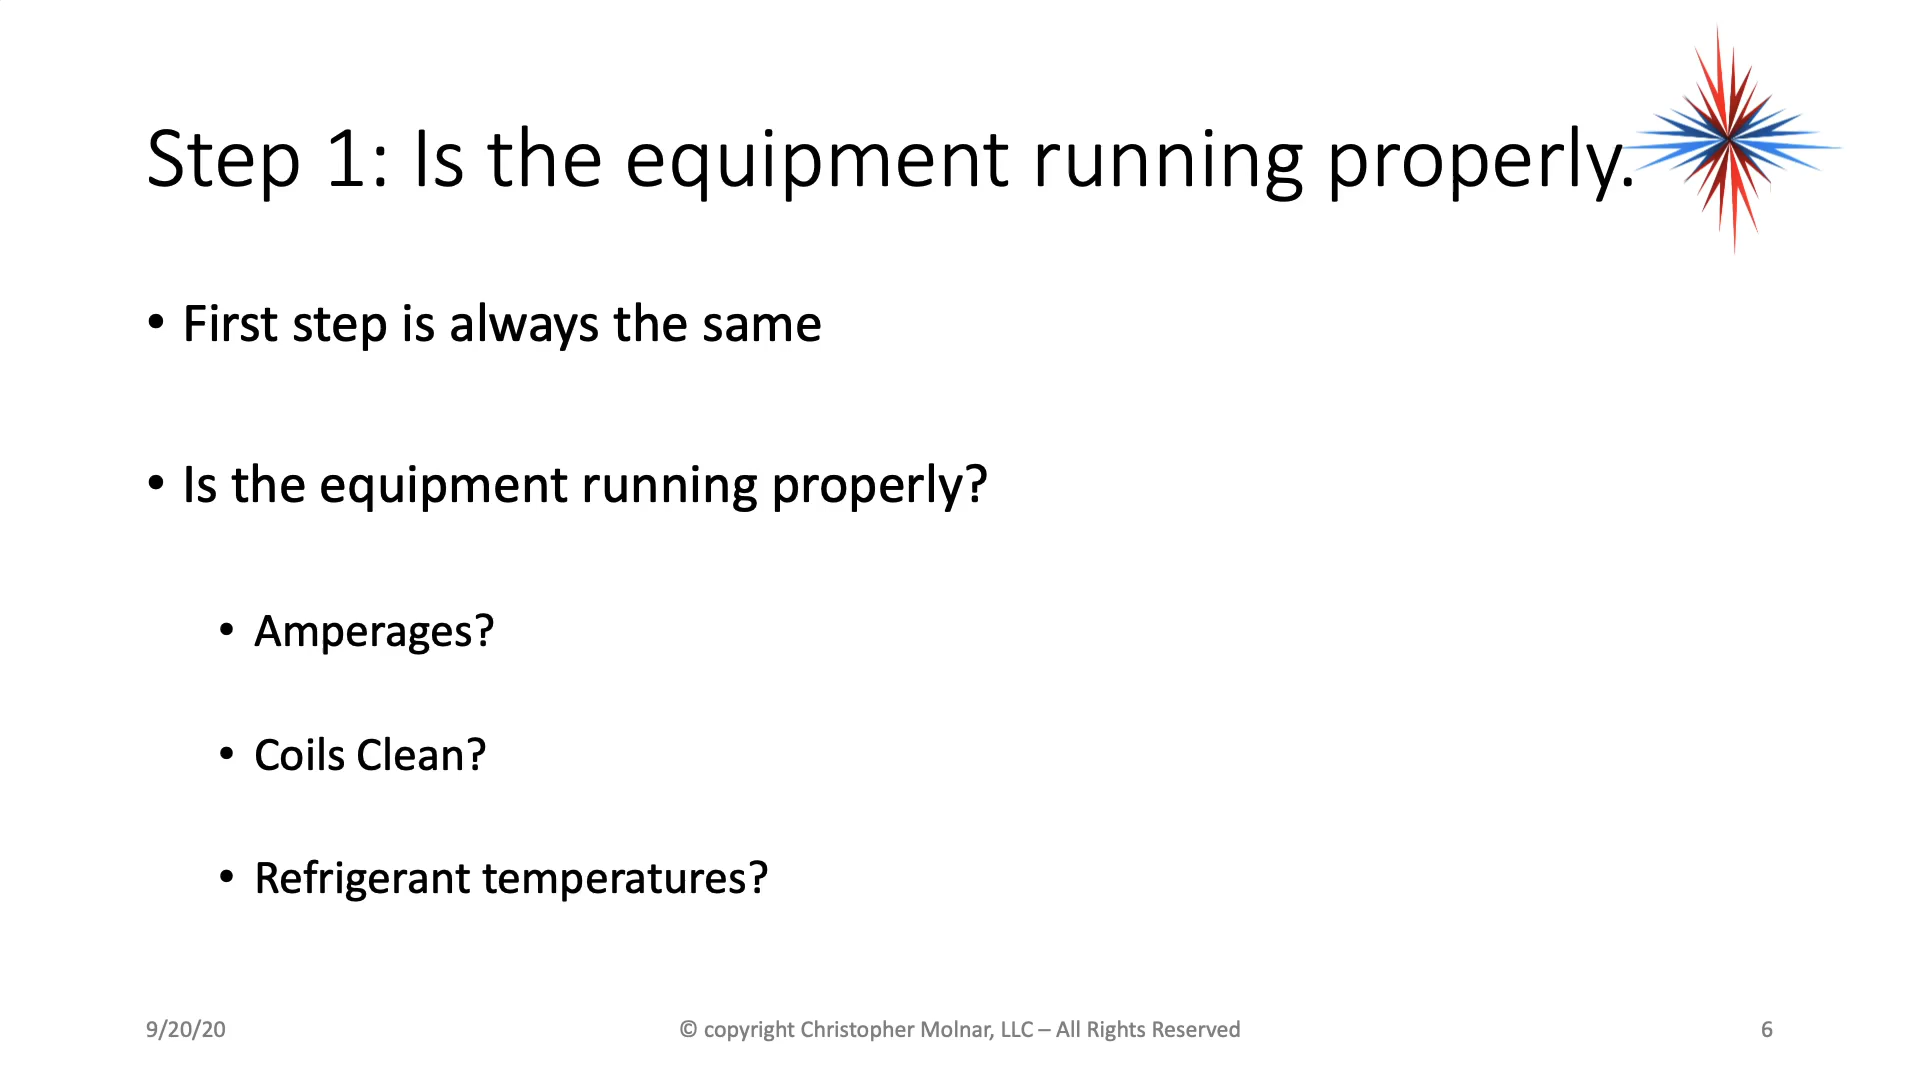 Step 1: Is the equipment running properly.
• First step is always the same
• Is the equipment running properly?
• Amperages?
• Coils Clean?
• Refrigerant temperatures?
9/20/20
© copyright Christopher Molnar, LLC – All Rights Reserved
6